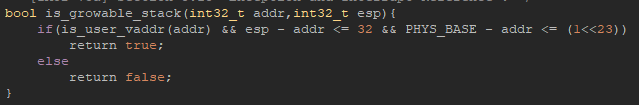 bool is_growable_stack(int32_t addr,int32_t esp){
    if(is_user_vaddr(addr) && esp - addr <= 32 && PHYS_BASE - addr <= (1<<23))
        return true;
    else
        return false;
}